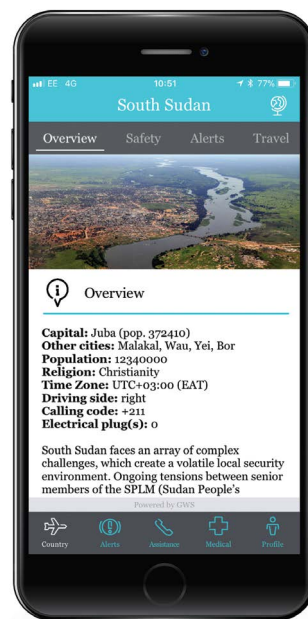 EE 4G 10:51 77%
South Sudan
Overview Safety Alerts Travel
i Overview
Capital: Juba (pop. 372410)
Other cities: Malakal, Wau, Yei, Bor
Population: 12340000
Religion: Christianity
Time Zone: UTC+03:00 (EAT)
Driving side: right
Calling code: +211
Electrical plug(s): 0
South Sudan faces an array of complex
challenges, which create a volatile local security
environment. Ongoing tensions between senior
members of the SPLM (Sudan People's
Powered by GWS
Country Alerts Assistance Medical Profile